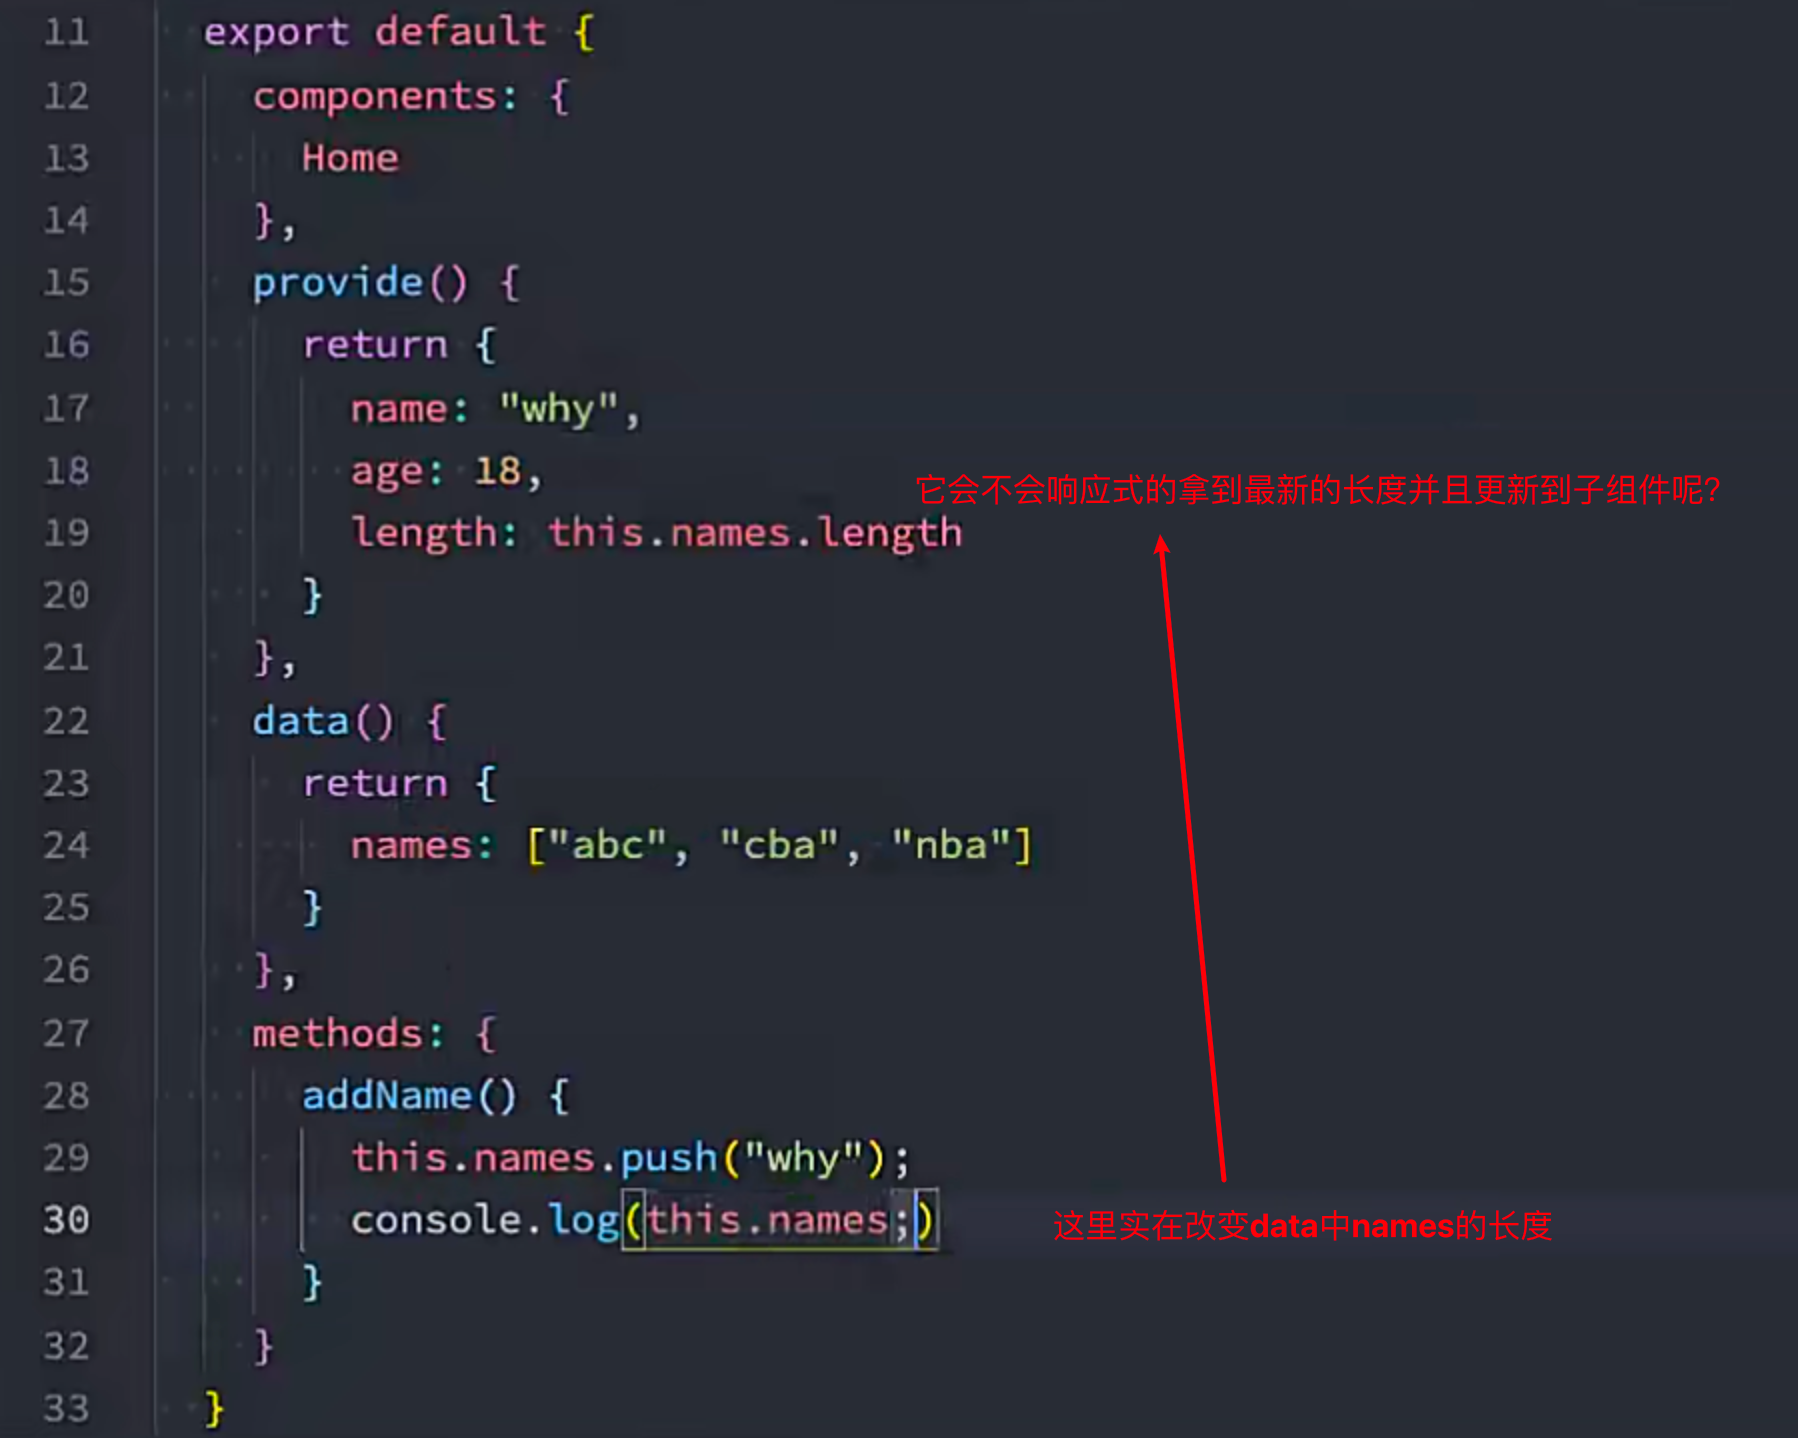 11 export default {
12 components: {
13 Home
14 },
15 provide() {
16 return {
17 name: "why",
18 age: 18,
它会不会响应式的拿到最新的长度并且更新到子组件呢?
19 length: this.names.length
20 }
21 },
22 data() {
23 return {
24 names: ["abc", "cba", "nba"]
25 }
26 },
27 methods: {
28 addName() {
29 this.names.push("why");
30 console.log(this.names;)
这里实在改变data中names的长度
31 }
32 }
33 }